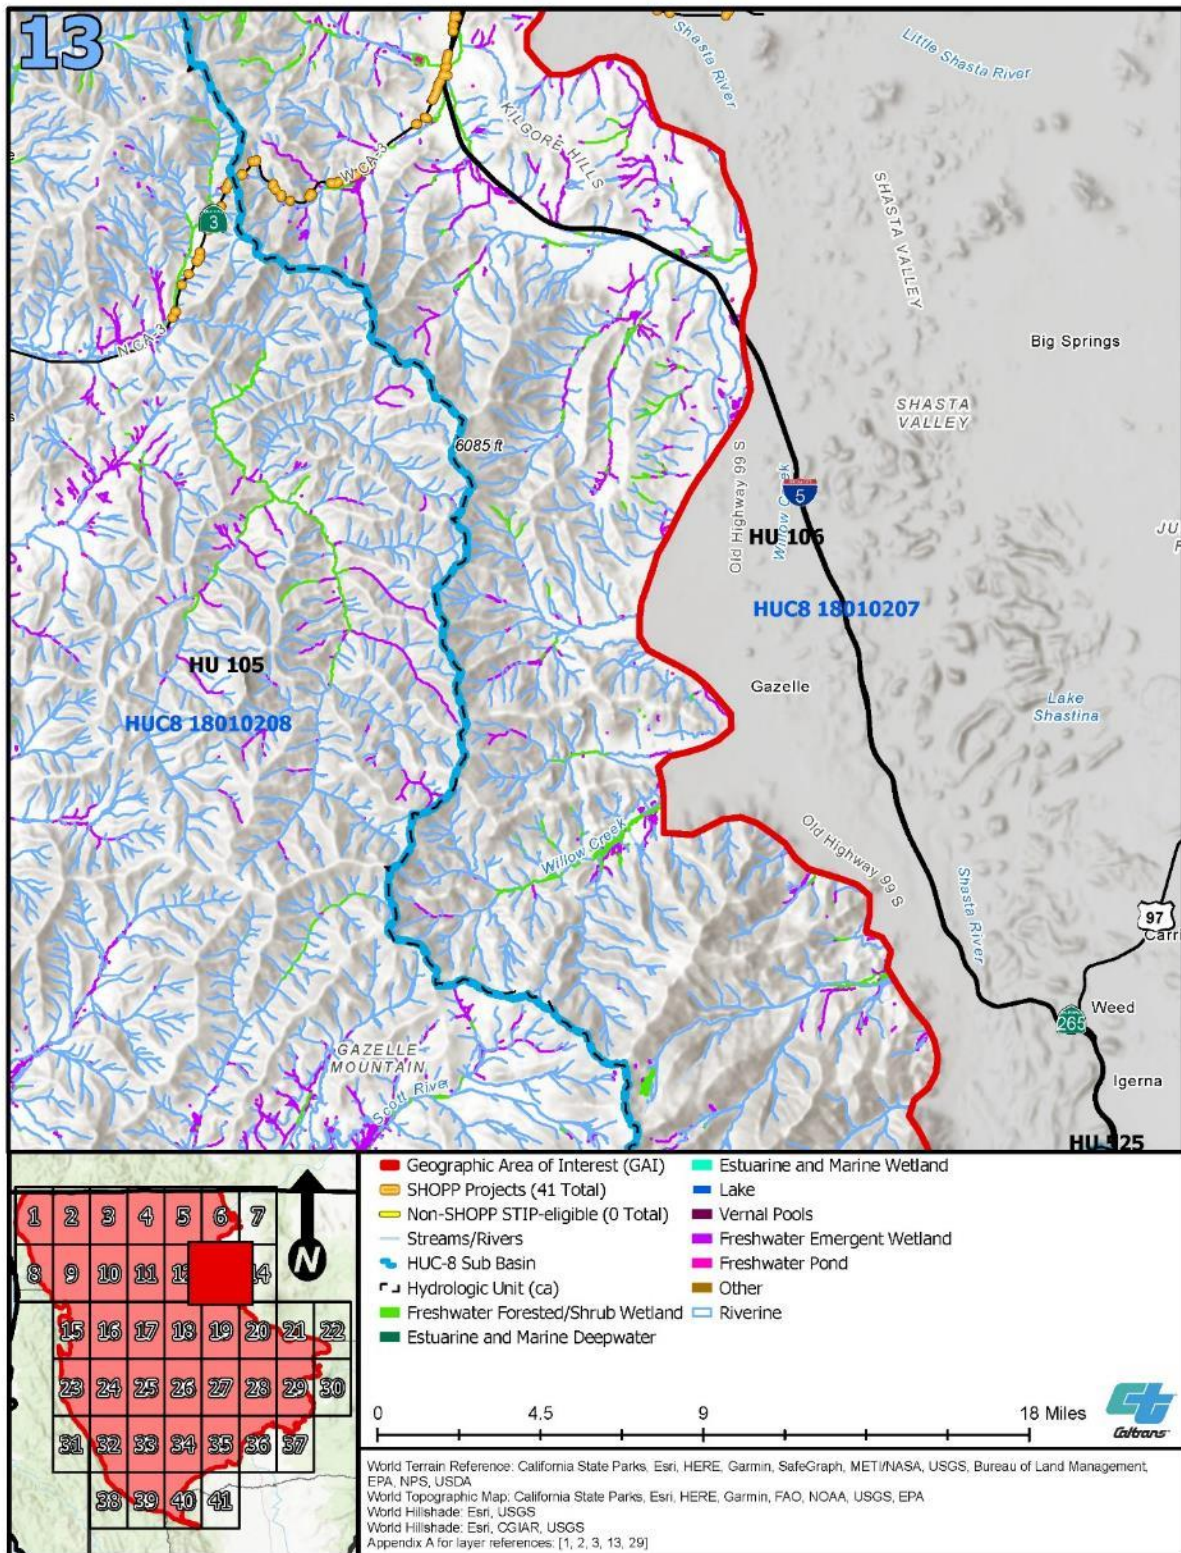 13
Shasta River
Little Shasta River
KILGORE HILLS
W CA-3
3
N CA-3
SHASTA VALLEY
Big Springs
SHASTA
VALLEY
6085 ft
Old Highway 99 S
Willow Creek
5
HU 106
HUC8 18010207
HU 105
HUC8 18010208
Gazelle
Lake
Shastina
Willow Creek
Old Highway 99 S
Shasta River
97
Carri
Weed
265
Igerna
GAZELLE
MOUNTAIN
Scott River
HU 525
1 2 3 4 5 6 7
8 9 10 11 12 14
15 16 17 18 19 20 21 22
23 24 25 26 27 28 29 30
31 32 33 34 35 36 37
38 39 40 41
N
Geographic Area of Interest (GAI)
SHOPP Projects (41 Total)
Non-SHOPP STIP-eligible (0 Total)
Streams/Rivers
HUC-8 Sub Basin
Hydrologic Unit (ca)
Freshwater Forested/Shrub Wetland
Estuarine and Marine Deepwater
Estuarine and Marine Wetland
Lake
Vernal Pools
Freshwater Emergent Wetland
Freshwater Pond
Other
Riverine
0 4.5 9 18 Miles
Caltrans
World Terrain Reference: California State Parks, Esri, HERE, Garmin, SafeGraph, METI/NASA, USGS, Bureau of Land Management,
EPA, NPS, USDA
World Topographic Map: California State Parks, Esri, HERE, Garmin, FAO, NOAA, USGS, EPA
World Hillshade: Esri, USGS
World Hillshade: Esri, CGIAR, USGS
Appendix A for layer references: [1, 2, 3, 13, 29]